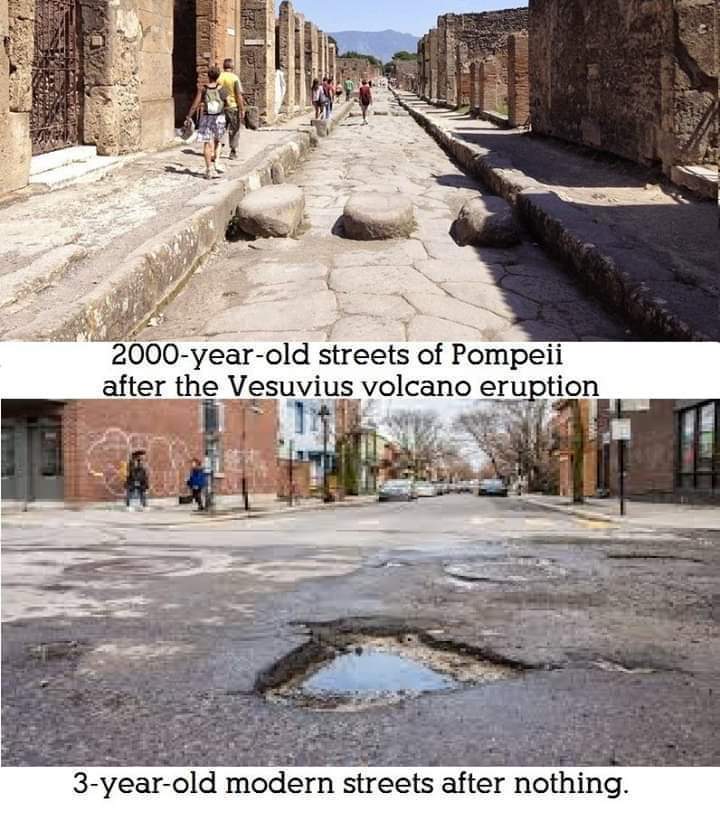 2000-year-old streets of Pompeii
after the Vesuvius volcano eruption
3-year-old modern streets after nothing.